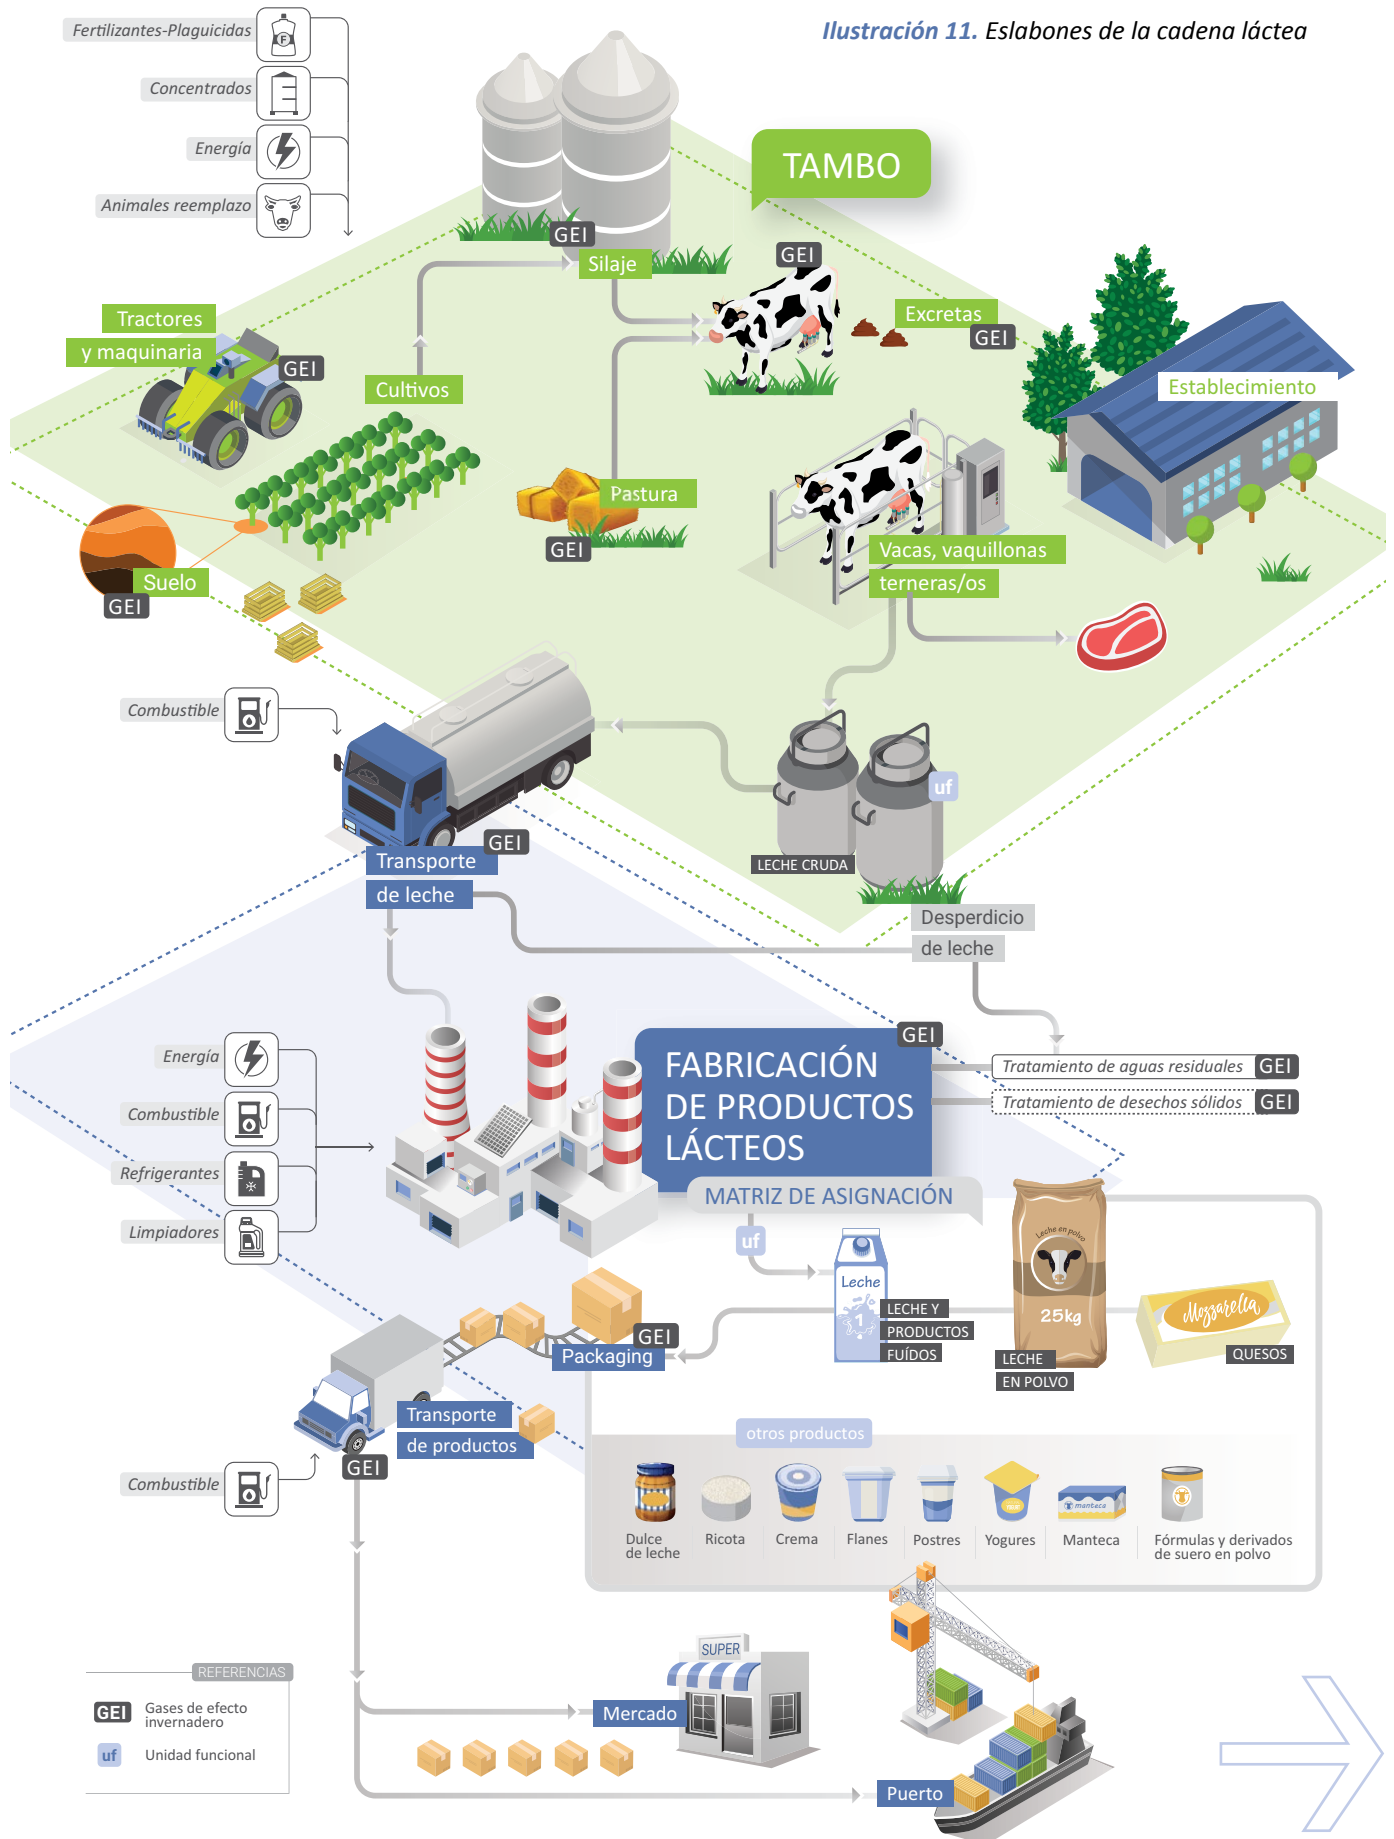 Ilustración 11. Eslabones de la cadena láctea
Fertilizantes-Plaguicidas
F
Concentrados
Energía
Animales reemplazo
TAMBO
GEI
Silaje
GEI
Excretas
GEI
Tractores
y maquinaria
GEI
Cultivos
Establecimiento
Pastura
GEI
Suelo
GEI
Vacas, vaquillonas
terneras/os
Combustible
uf
LECHE CRUDA
GEI
Transporte
de leche
Desperdicio
de leche
GEI
FABRICACIÓN
DE PRODUCTOS
LÁCTEOS
Tratamiento de aguas residuales GEI
Tratamiento de desechos sólidos GEI
Energía
Combustible
Refrigerantes
Limpiadores
MATRIZ DE ASIGNACIÓN
uf
Leche
1
LECHE Y
PRODUCTOS
FUÍDOS
Leche en polvo
25kg
LECHE
EN POLVO
Mozzarella
QUESOS
GEI
Packaging
Transporte
de productos
GEI
Combustible
otros productos
Dulce
de leche
Ricota
Crema
Flanes
Postres
Yogures
manteca
Manteca
Fórmulas y derivados
de suero en polvo
SUPER
Mercado
Puerto
REFERENCIAS
GEI Gases de efecto
invernadero
uf Unidad funcional